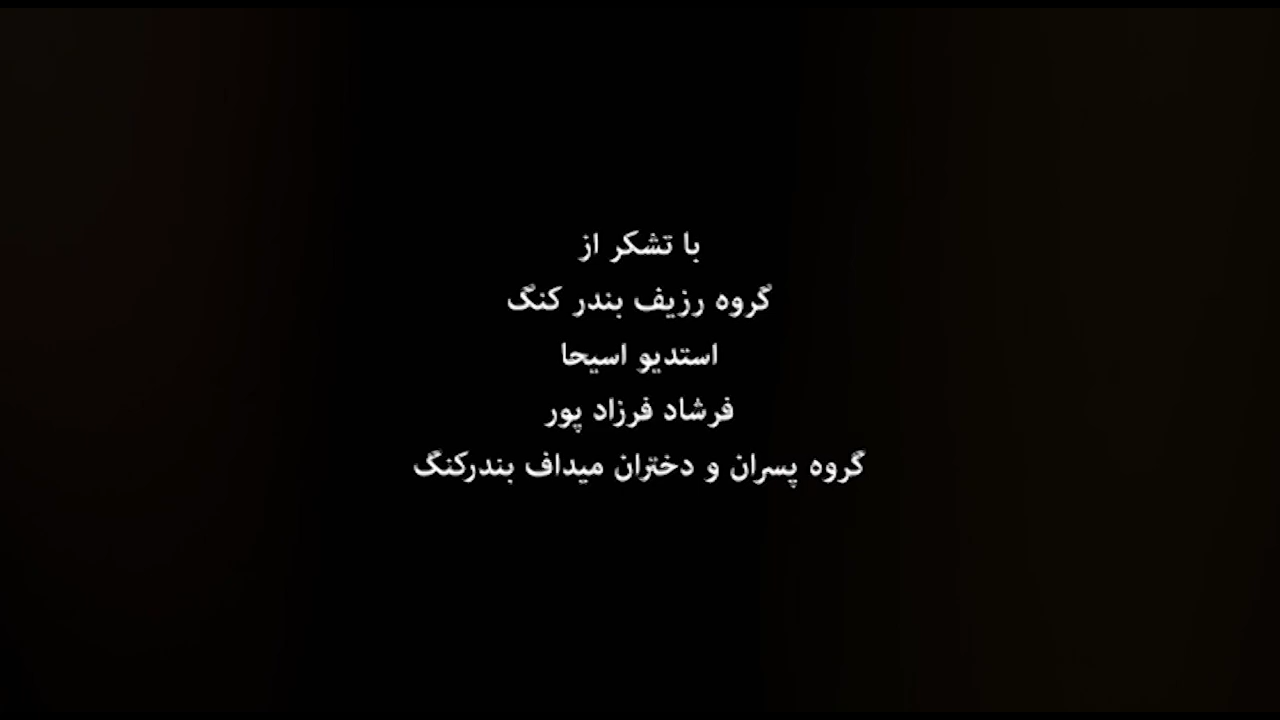 با تشکر از
گروه رزیف بندر کنگ
استدیو اسیحا
فرشاد فرزاد پور
گروه پسران و دختران میداف بندرکنگ